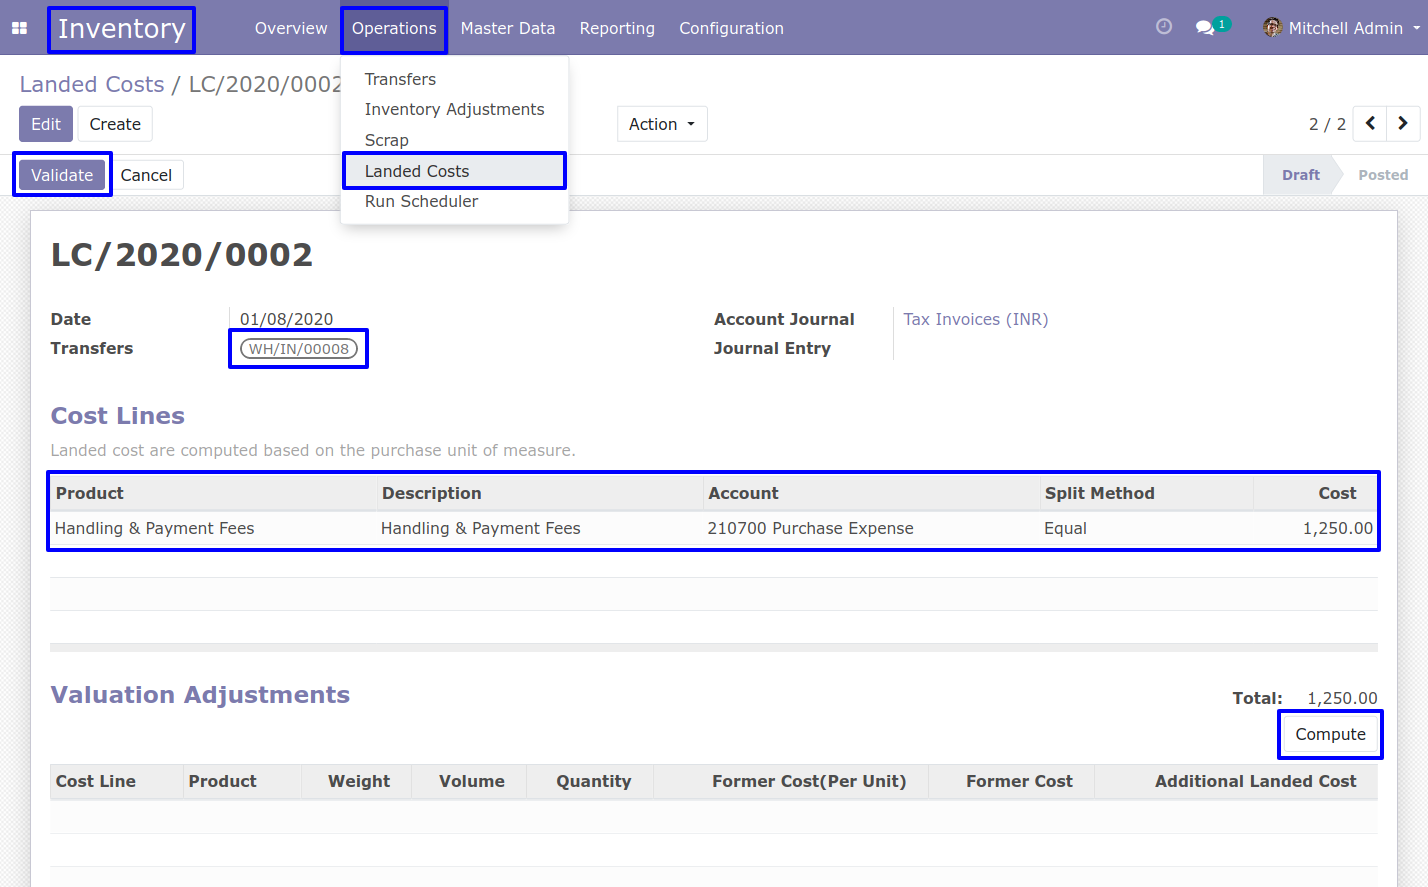 Inventory Overview Operations Master Data Reporting Configuration 1 Mitchell Admin
Landed Costs / LC/2020/0002
Transfers
Inventory Adjustments
Scrap
Landed Costs
Run Scheduler
Edit Create Action 2 / 2
Validate Cancel Draft Posted
LC/2020/0002
Date 01/08/2020 Account Journal Tax Invoices (INR)
Transfers WH/IN/00008 Journal Entry
Cost Lines
Landed cost are computed based on the purchase unit of measure.
Product Description Account Split Method Cost
Handling & Payment Fees Handling & Payment Fees 210700 Purchase Expense Equal 1,250.00
Valuation Adjustments Total: 1,250.00
Compute
Cost Line Product Weight Volume Quantity Former Cost(Per Unit) Former Cost Additional Landed Cost